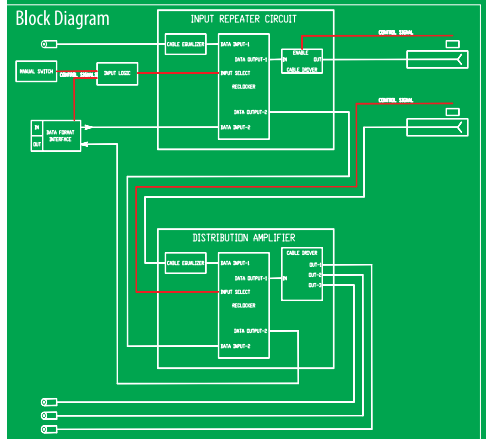 Block Diagram
INPUT REPEATER CIRCUIT
CONTROL SIGNAL
CABLE EQUALIZER
DATA INPUT-1
DATA OUTPUT-1
ENABLE
IN
OUT
CABLE DRIVER
MANUAL SWITCH
CONTROL SIGNALS
INPUT LOGIC
INPUT SELECT
RECLOCKER
CONTROL SIGNAL
DATA OUTPUT-2
IN
OUT
DATA FORMAT
INTERFACE
DATA INPUT-2
DISTRIBUTION AMPLIFIER
CABLE DRIVER
CABLE EQUALIZER
DATA INPUT-1
OUT-1
DATA OUTPUT-1
IN
OUT-2
OUT-3
INPUT SELECT
RECLOCKER
DATA OUTPUT-2
DATA INPUT-2